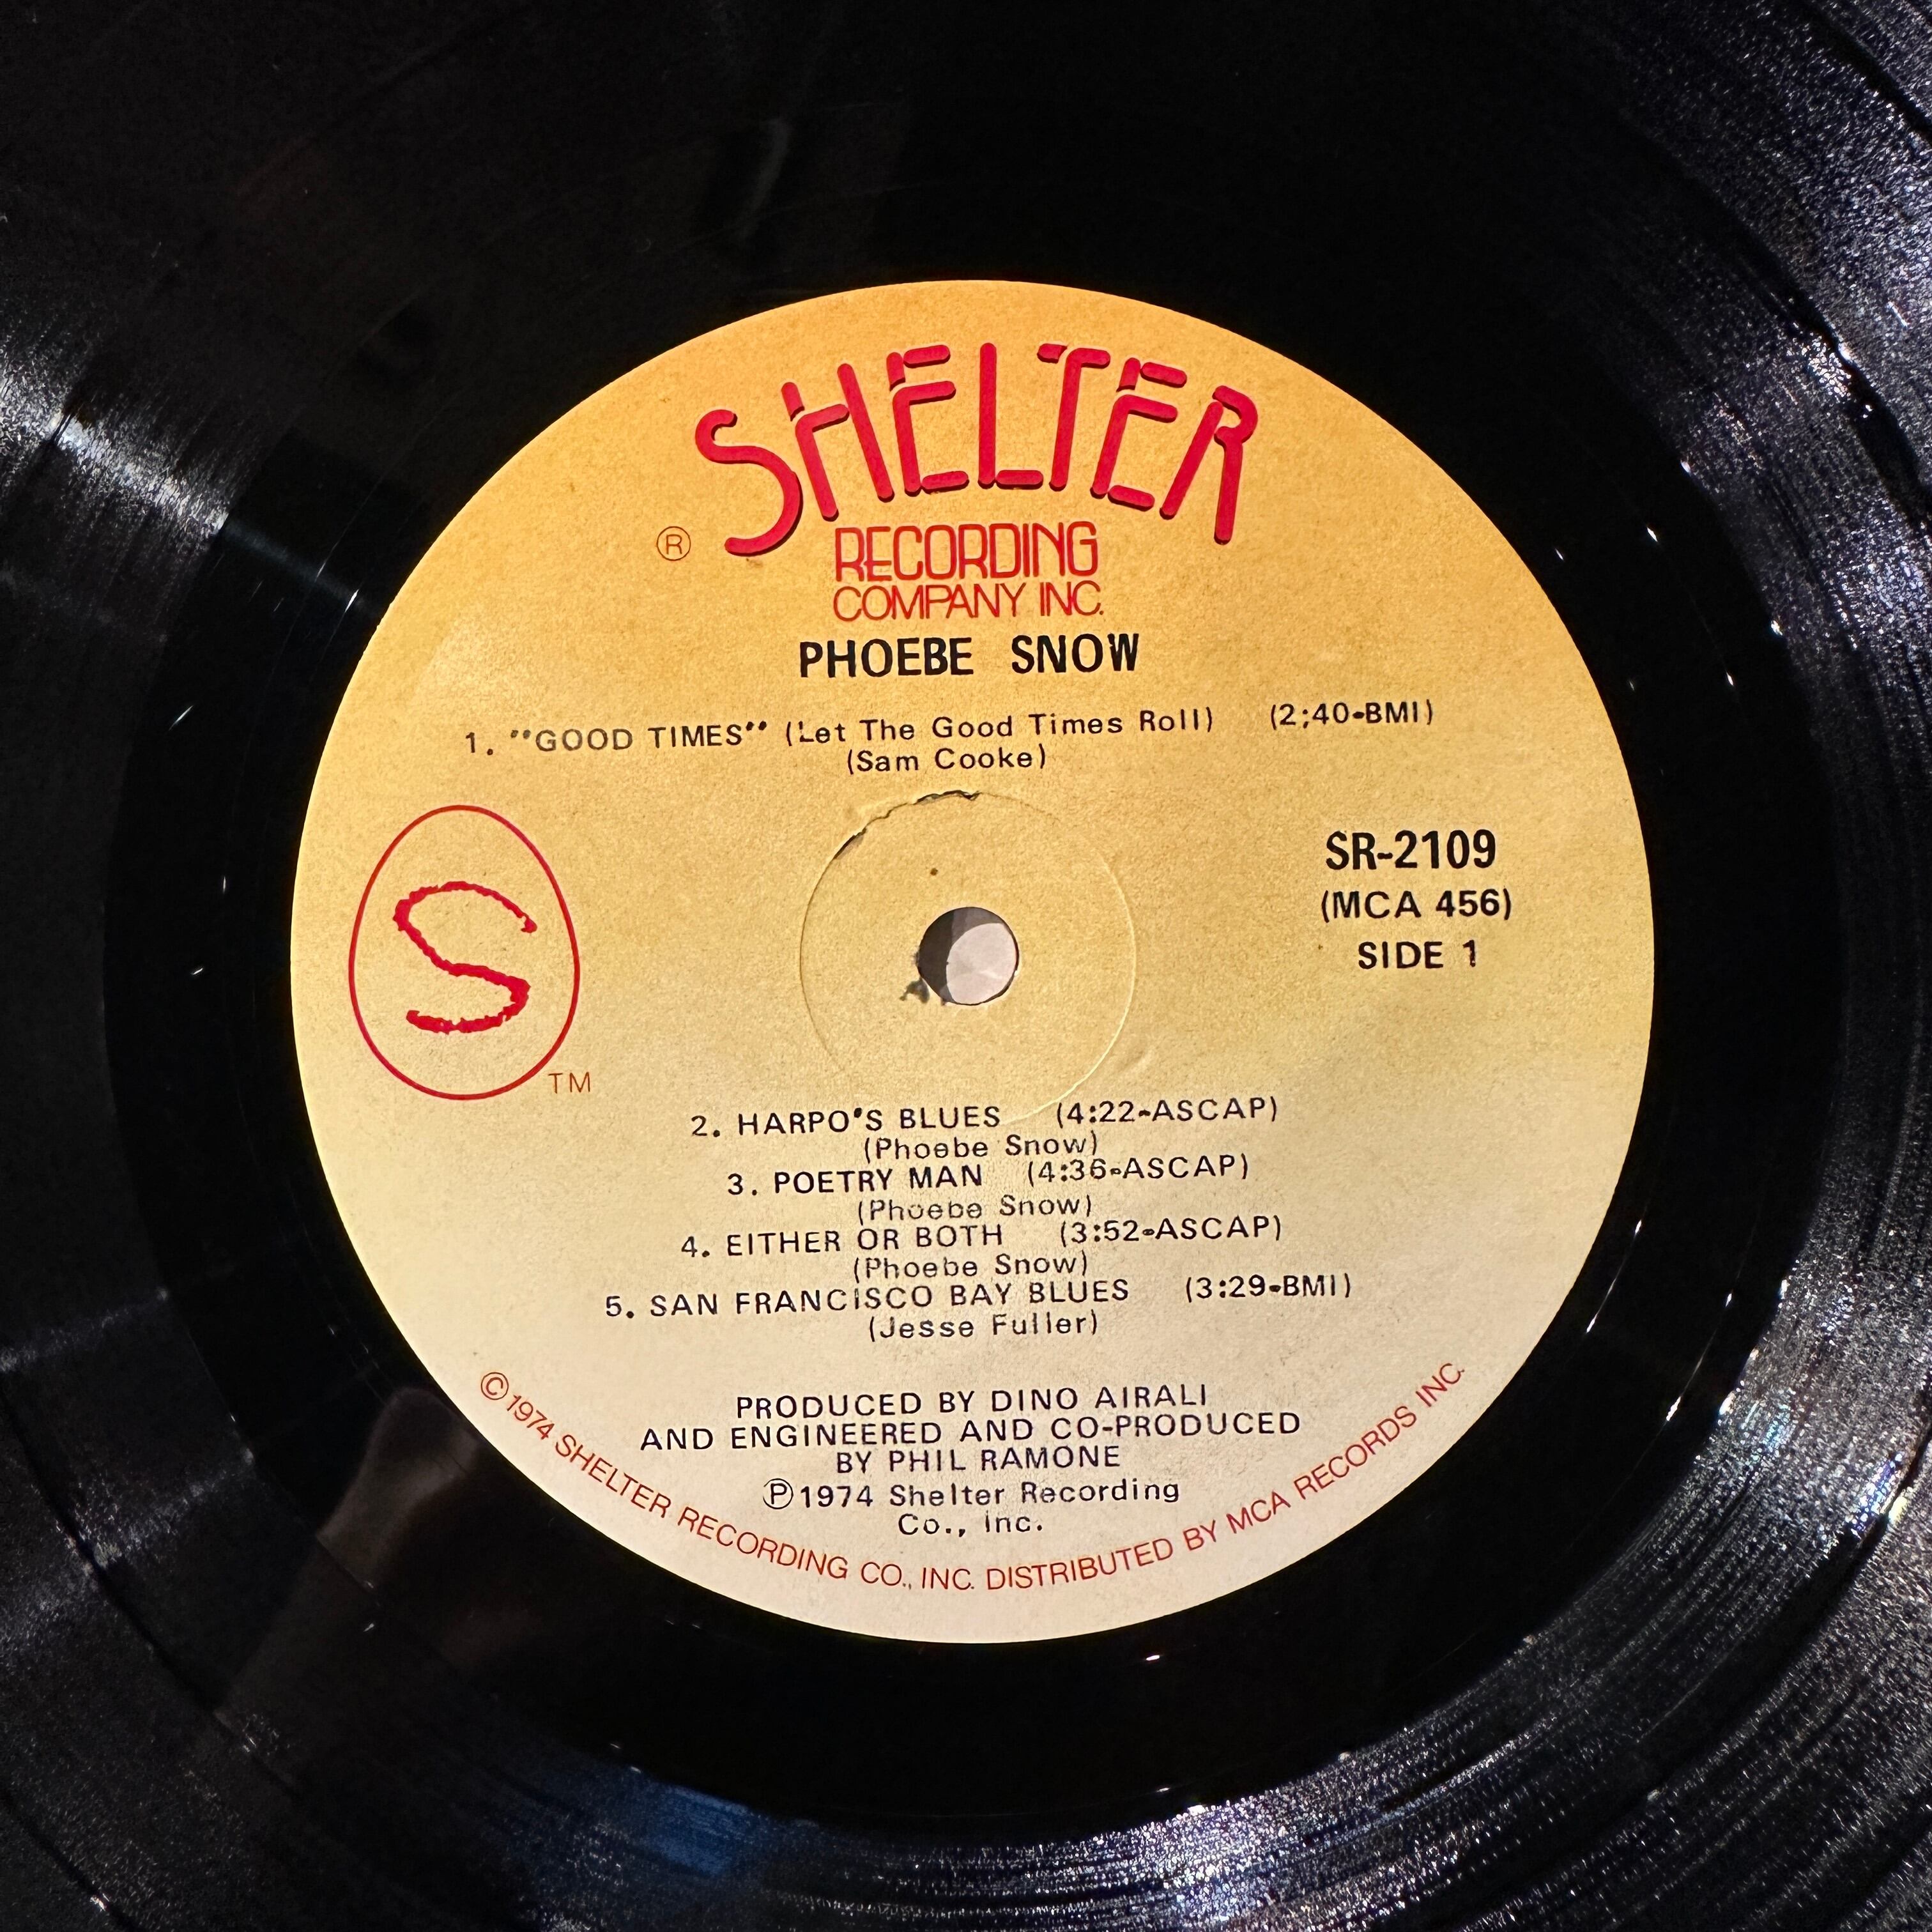 SHELTER
®
RECORDING
COMPANY INC.
PHOEBE SNOW
1. "GOOD TIMES" (Let The Good Times Roll) (2;40-BMI)
(Sam Cooke)
S
TM
SR-2109
(MCA 456)
SIDE 1
2. HARPO'S BLUES (4:22-ASCAP)
(Phoebe Snow)
3. POETRY MAN (4:36-ASCAP)
(Phoebe Snow)
4. EITHER OR BOTH (3:52-ASCAP)
(Phoebe Snow)
5. SAN FRANCISCO BAY BLUES (3:29-BMI)
(Jesse Fuller)
PRODUCED BY DINO AIRALI
AND ENGINEERED AND CO-PRODUCED
BY PHIL RAMONE
℗1974 Shelter Recording
Co., Inc.
©1974 SHELTER RECORDING CO., INC. DISTRIBUTED BY MCA RECORDS INC.